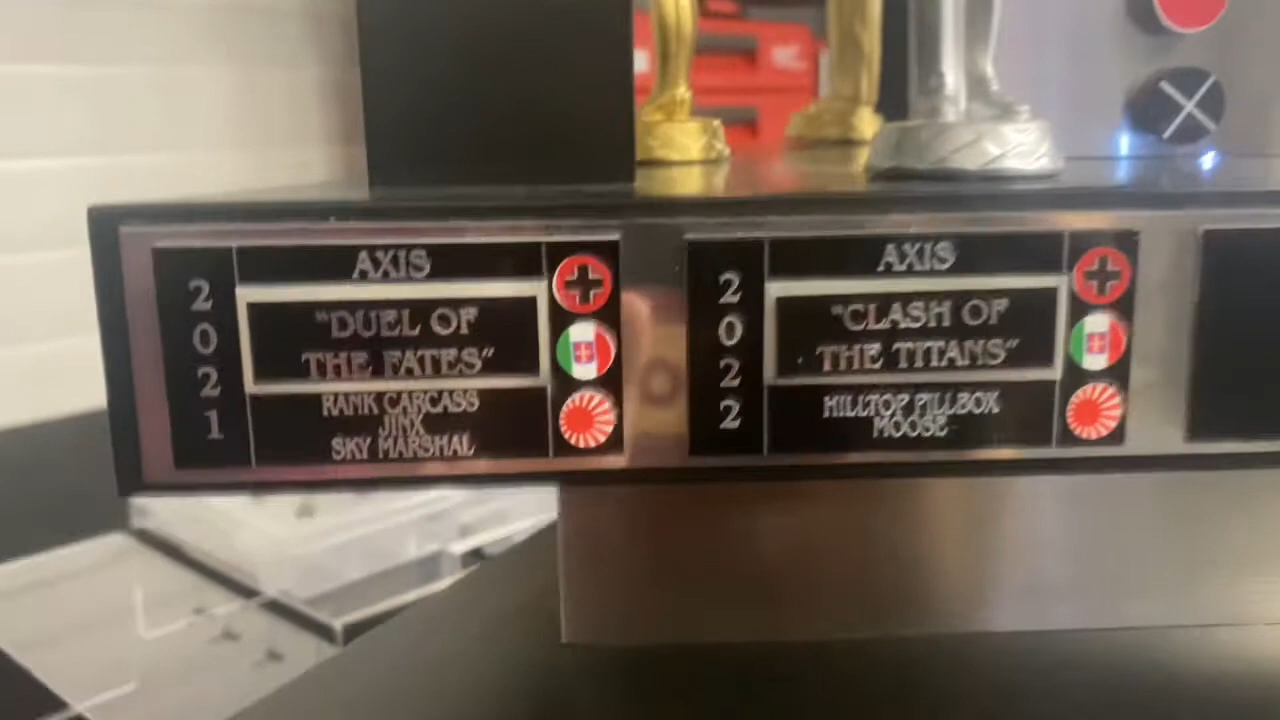 2021
AXIS
"DUEL OF
THE FATES"
RANK CARCASS
JINX
SKY MARSHAL
2022
AXIS
"CLASH OF
THE TITANS"
HILLTOP PILLBOX
MOOSE